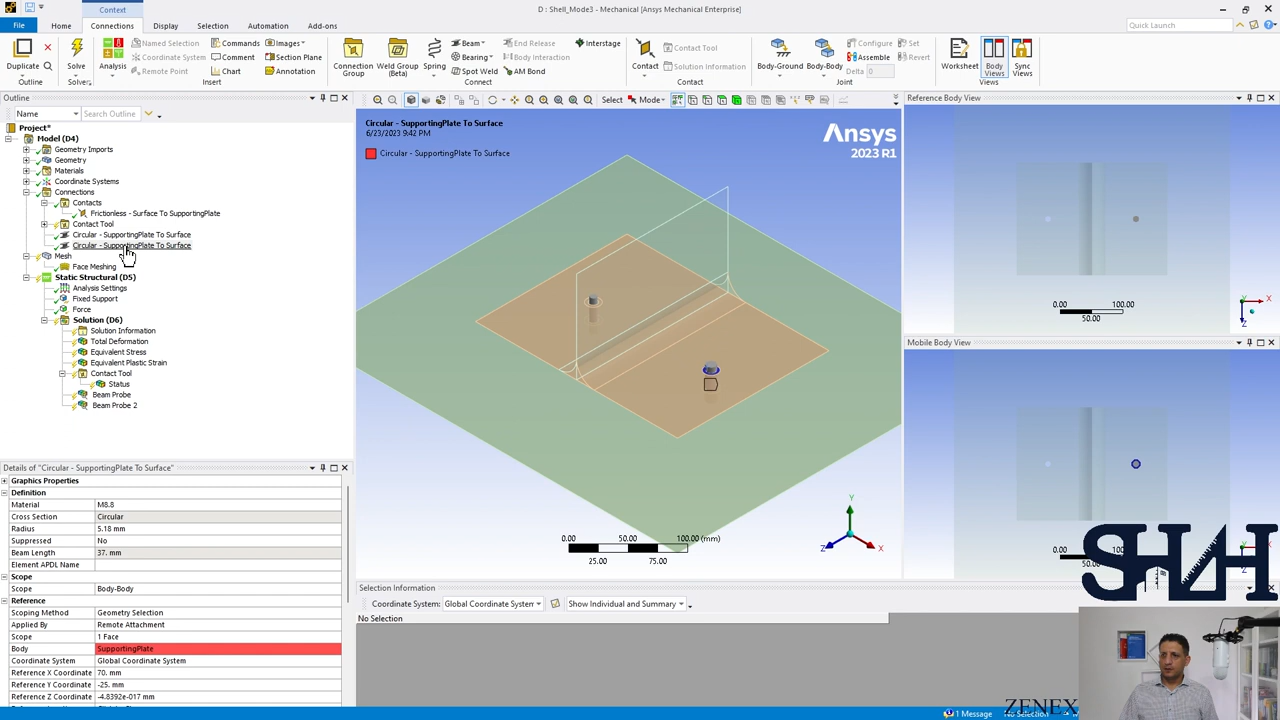 D : Shell_Mode3 - Mechanical [Ansys Mechanical Enterprise]
Context
File Home Connections Display Selection Automation Add-ons
Quick Launch
Duplicate Solve Analysis
Named Selection
Coordinate System
Remote Point
Commands
Comment
Chart
Images
Section Plane
Annotation
Connection Group
Weld Group (Beta)
Spring
Beam
Bearing
Spot Weld
End Release
Body Interaction
AM Bond
Interstage
Contact
Contact Tool
Solution Information
Body-Ground
Body-Body
Configure
Assemble
Delta 0
Set
Revert
Worksheet
Body Views
Sync Views
Outline Solver Insert Connect Contact Joint Views
Outline
Name
Search Outline
Project*
Model (D4)
Geometry Imports
Geometry
Materials
Coordinate Systems
Connections
Contacts
Frictionless - Surface To SupportingPlate
Contact Tool
Circular - SupportingPlate To Surface
Circular - SupportingPlate To Surface
Mesh
Face Meshing
Static Structural (D5)
Analysis Settings
Fixed Support
Force
Solution (D6)
Solution Information
Total Deformation
Equivalent Stress
Equivalent Plastic Strain
Contact Tool
Status
Beam Probe
Beam Probe 2
Details of "Circular - SupportingPlate To Surface"
Graphics Properties
Definition
Material M8.8
Cross Section Circular
Radius 5.18 mm
Suppressed No
Beam Length 37. mm
Element APDL Name
Scope
Scope Body-Body
Reference
Scoping Method Geometry Selection
Applied By Remote Attachment
Scope 1 Face
Body SupportingPlate
Coordinate System Global Coordinate System
Reference X Coordinate 70. mm
Reference Y Coordinate -25. mm
Reference Z Coordinate -4.8392e-017 mm
Select Mode
Circular - SupportingPlate To Surface
6/23/2023 9:42 PM
Circular - SupportingPlate To Surface
Ansys
2023 R1
0.00 50.00 100.00 (mm)
25.00 75.00
Y
Z X
Selection Information
Coordinate System: Global Coordinate System
Show Individual and Summary
No Selection
Reference Body View
0.00 100.00
50.00
X
Z
Mobile Body View
ZENEX
1 Message
No Selection